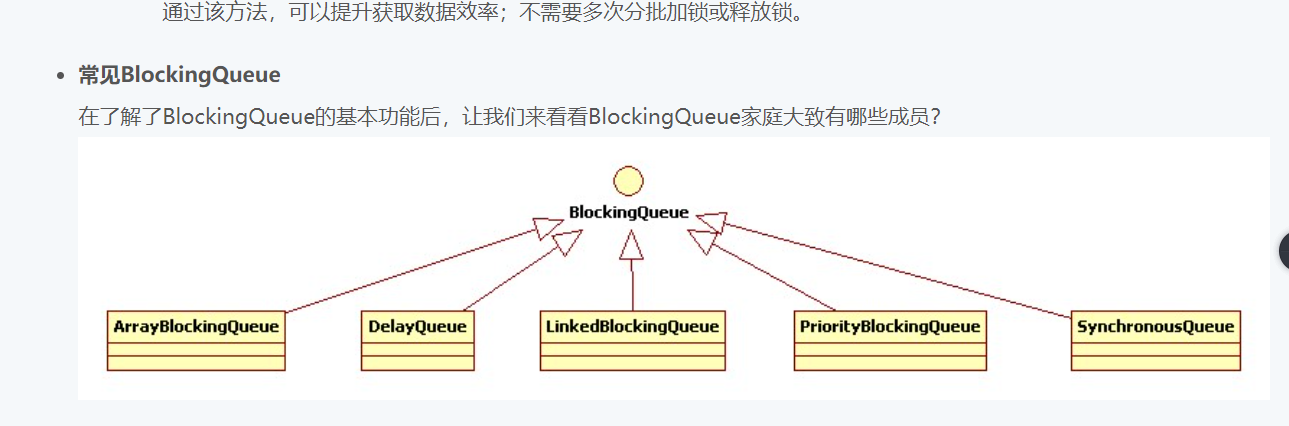 通过该方法，可以提升获取数据效率；不需要多次分批加锁或释放锁。
常见BlockingQueue
在了解了BlockingQueue的基本功能后，让我们来看看BlockingQueue家庭大致有哪些成员？
BlockingQueue
ArrayBlockingQueue
DelayQueue
LinkedBlockingQueue
PriorityBlockingQueue
SynchronousQueue